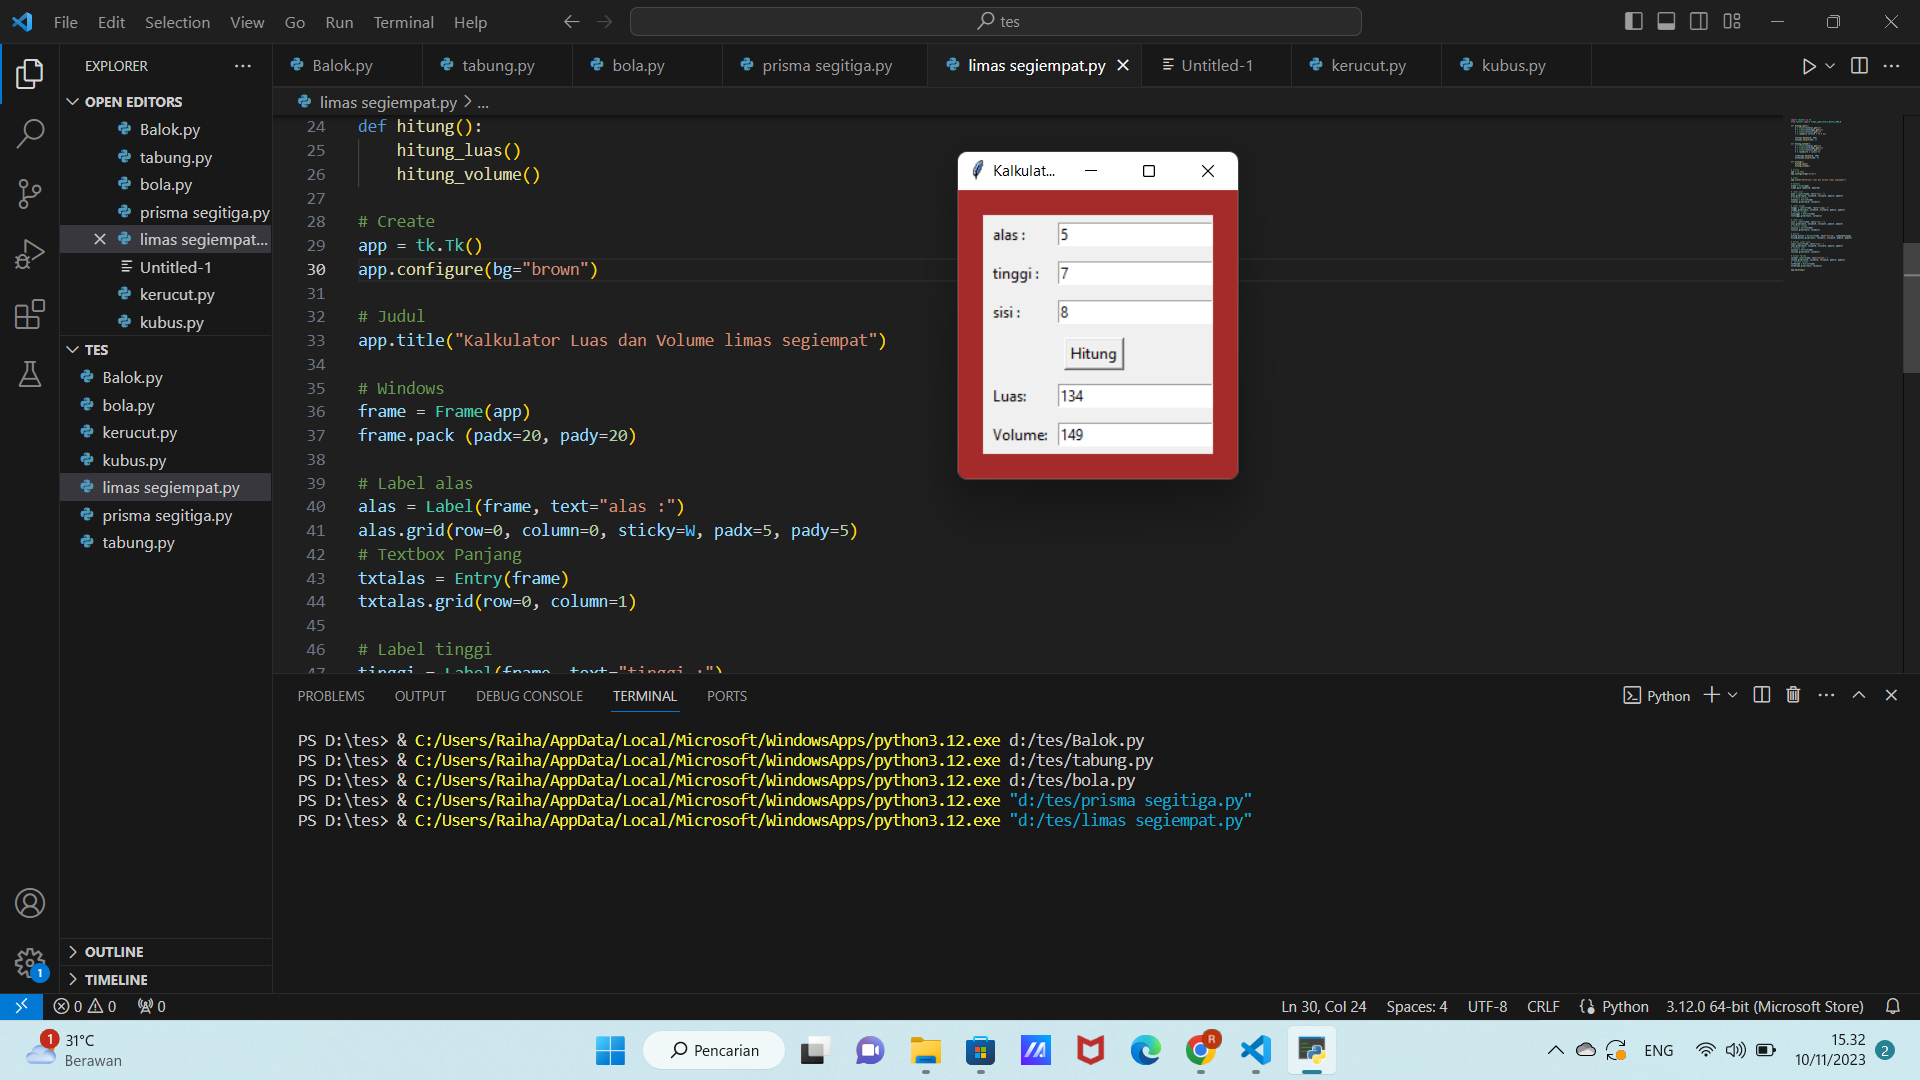 File Edit Selection View Go Run Terminal Help
tes
EXPLORER
OPEN EDITORS
Balok.py
tabung.py
bola.py
prisma segitiga.py
limas segiempat...
Untitled-1
kerucut.py
kubus.py
TES
Balok.py
bola.py
kerucut.py
kubus.py
limas segiempat.py
prisma segitiga.py
tabung.py
OUTLINE
TIMELINE
Balok.py tabung.py bola.py prisma segitiga.py limas segiempat.py Untitled-1 kerucut.py kubus.py
limas segiempat.py > ...
24 def hitung():
25 hitung_luas()
26 hitung_volume()
27
28 # Create
29 app = tk.Tk()
30 app.configure(bg="brown")
31
32 # Judul
33 app.title("Kalkulator Luas dan Volume limas segiempat")
34
35 # Windows
36 frame = Frame(app)
37 frame.pack (padx=20, pady=20)
38
39 # Label alas
40 alas = Label(frame, text="alas :")
41 alas.grid(row=0, column=0, sticky=W, padx=5, pady=5)
42 # Textbox Panjang
43 txtalas = Entry(frame)
44 txtalas.grid(row=0, column=1)
45
46 # Label tinggi
47 tinggi = Label(frame, text="tinggi :")
Kalkulat...
alas : 5
tinggi : 7
sisi : 8
Hitung
Luas: 134
Volume: 149
PROBLEMS OUTPUT DEBUG CONSOLE TERMINAL PORTS
Python
PS D:\tes> & C:/Users/Raiha/AppData/Local/Microsoft/WindowsApps/python3.12.exe d:/tes/Balok.py
PS D:\tes> & C:/Users/Raiha/AppData/Local/Microsoft/WindowsApps/python3.12.exe d:/tes/tabung.py
PS D:\tes> & C:/Users/Raiha/AppData/Local/Microsoft/WindowsApps/python3.12.exe d:/tes/bola.py
PS D:\tes> & C:/Users/Raiha/AppData/Local/Microsoft/WindowsApps/python3.12.exe "d:/tes/prisma segitiga.py"
PS D:\tes> & C:/Users/Raiha/AppData/Local/Microsoft/WindowsApps/python3.12.exe "d:/tes/limas segiempat.py"
1
0 0 0
Ln 30, Col 24 Spaces: 4 UTF-8 CRLF Python 3.12.0 64-bit (Microsoft Store)
1
31°C
Berawan
Pencarian
R
ENG
15.32
10/11/2023
2